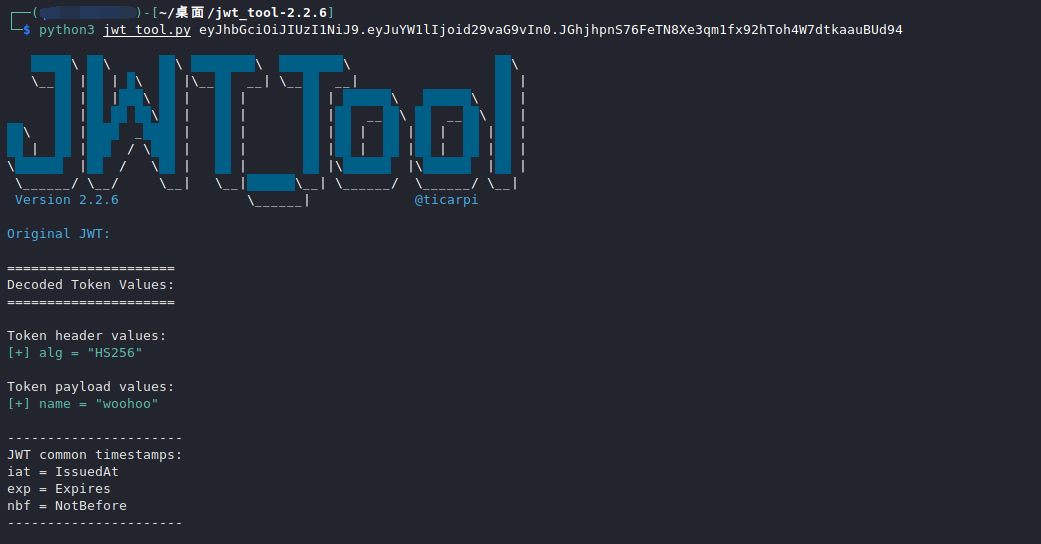 ┌──(      )-[~/桌面/jwt_tool-2.2.6]
└─$ python3 jwt_tool.py eyJhbGciOiJIUzI1NiJ9.eyJuYW1lIjoid29vaG9vIn0.JGhjhpnS76FeTN8Xe3qm1fx92hToh4W7dtkaauBUd94
JWT_Tool
Version 2.2.6 @ticarpi
Original JWT:
=====================
Decoded Token Values:
=====================
Token header values:
[+] alg = "HS256"
Token payload values:
[+] name = "woohoo"
----------------------
JWT common timestamps:
iat = IssuedAt
exp = Expires
nbf = NotBefore
----------------------